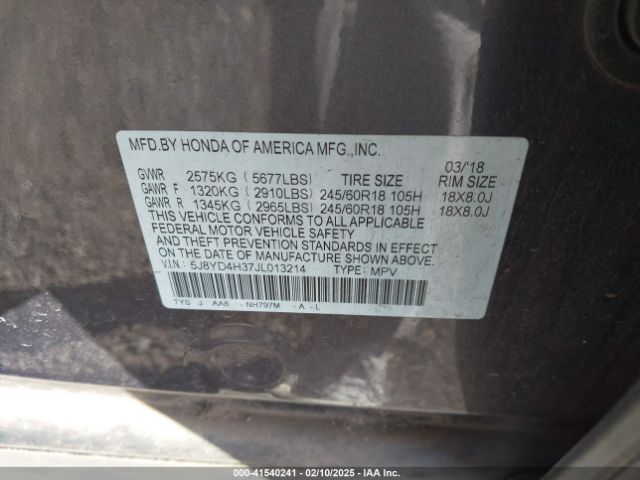 MFD.BY HONDA OF AMERICA MFG.,INC.
03/'18
GVWR 2575KG ( 5677LBS) TIRE SIZE RIM SIZE
GAWR F 1320KG ( 2910LBS) 245/60R18 105H 18X8.0J
GAWR R 1345KG ( 2965LBS) 245/60R18 105H 18X8.0J
THIS VEHICLE CONFORMS TO ALL APPLICABLE
FEDERAL MOTOR VEHICLE SAFETY
AND THEFT PREVENTION STANDARDS
IN EFFECT ON THE DATE OF MANUFACTURE SHOWN ABOVE.
V.I.N: 5J8YD4H37JL013214 TYPE: MPV
TYS J AA8 -NH797M -A -L
000-41540241 - 02/10/2025 - IAA Inc.